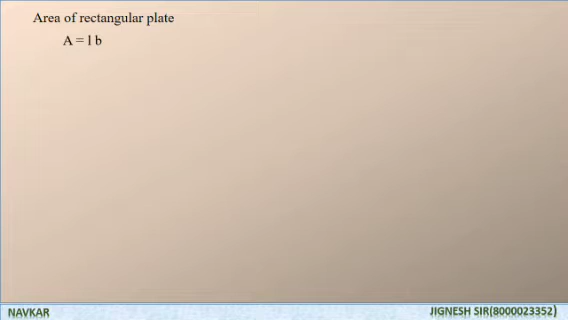 Area of rectangular plate
A = l b
NAVKAR
JIGNESH SIR(8000023352)